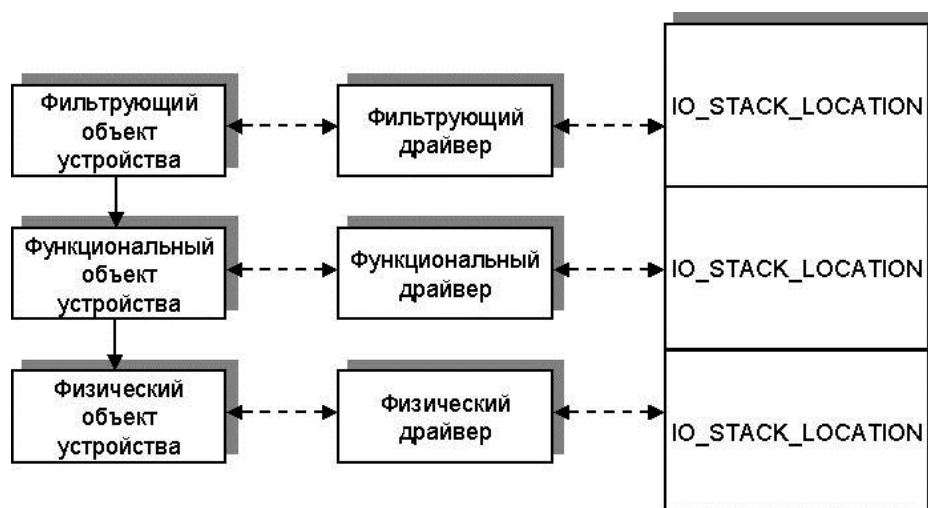 Фильтрующий
объект
устройства
Фильтрующий
драйвер
IO_STACK_LOCATION
Функциональный
объект
устройства
Функциональный
драйвер
IO_STACK_LOCATION
Физический
объект
устройства
Физический
драйвер
IO_STACK_LOCATION